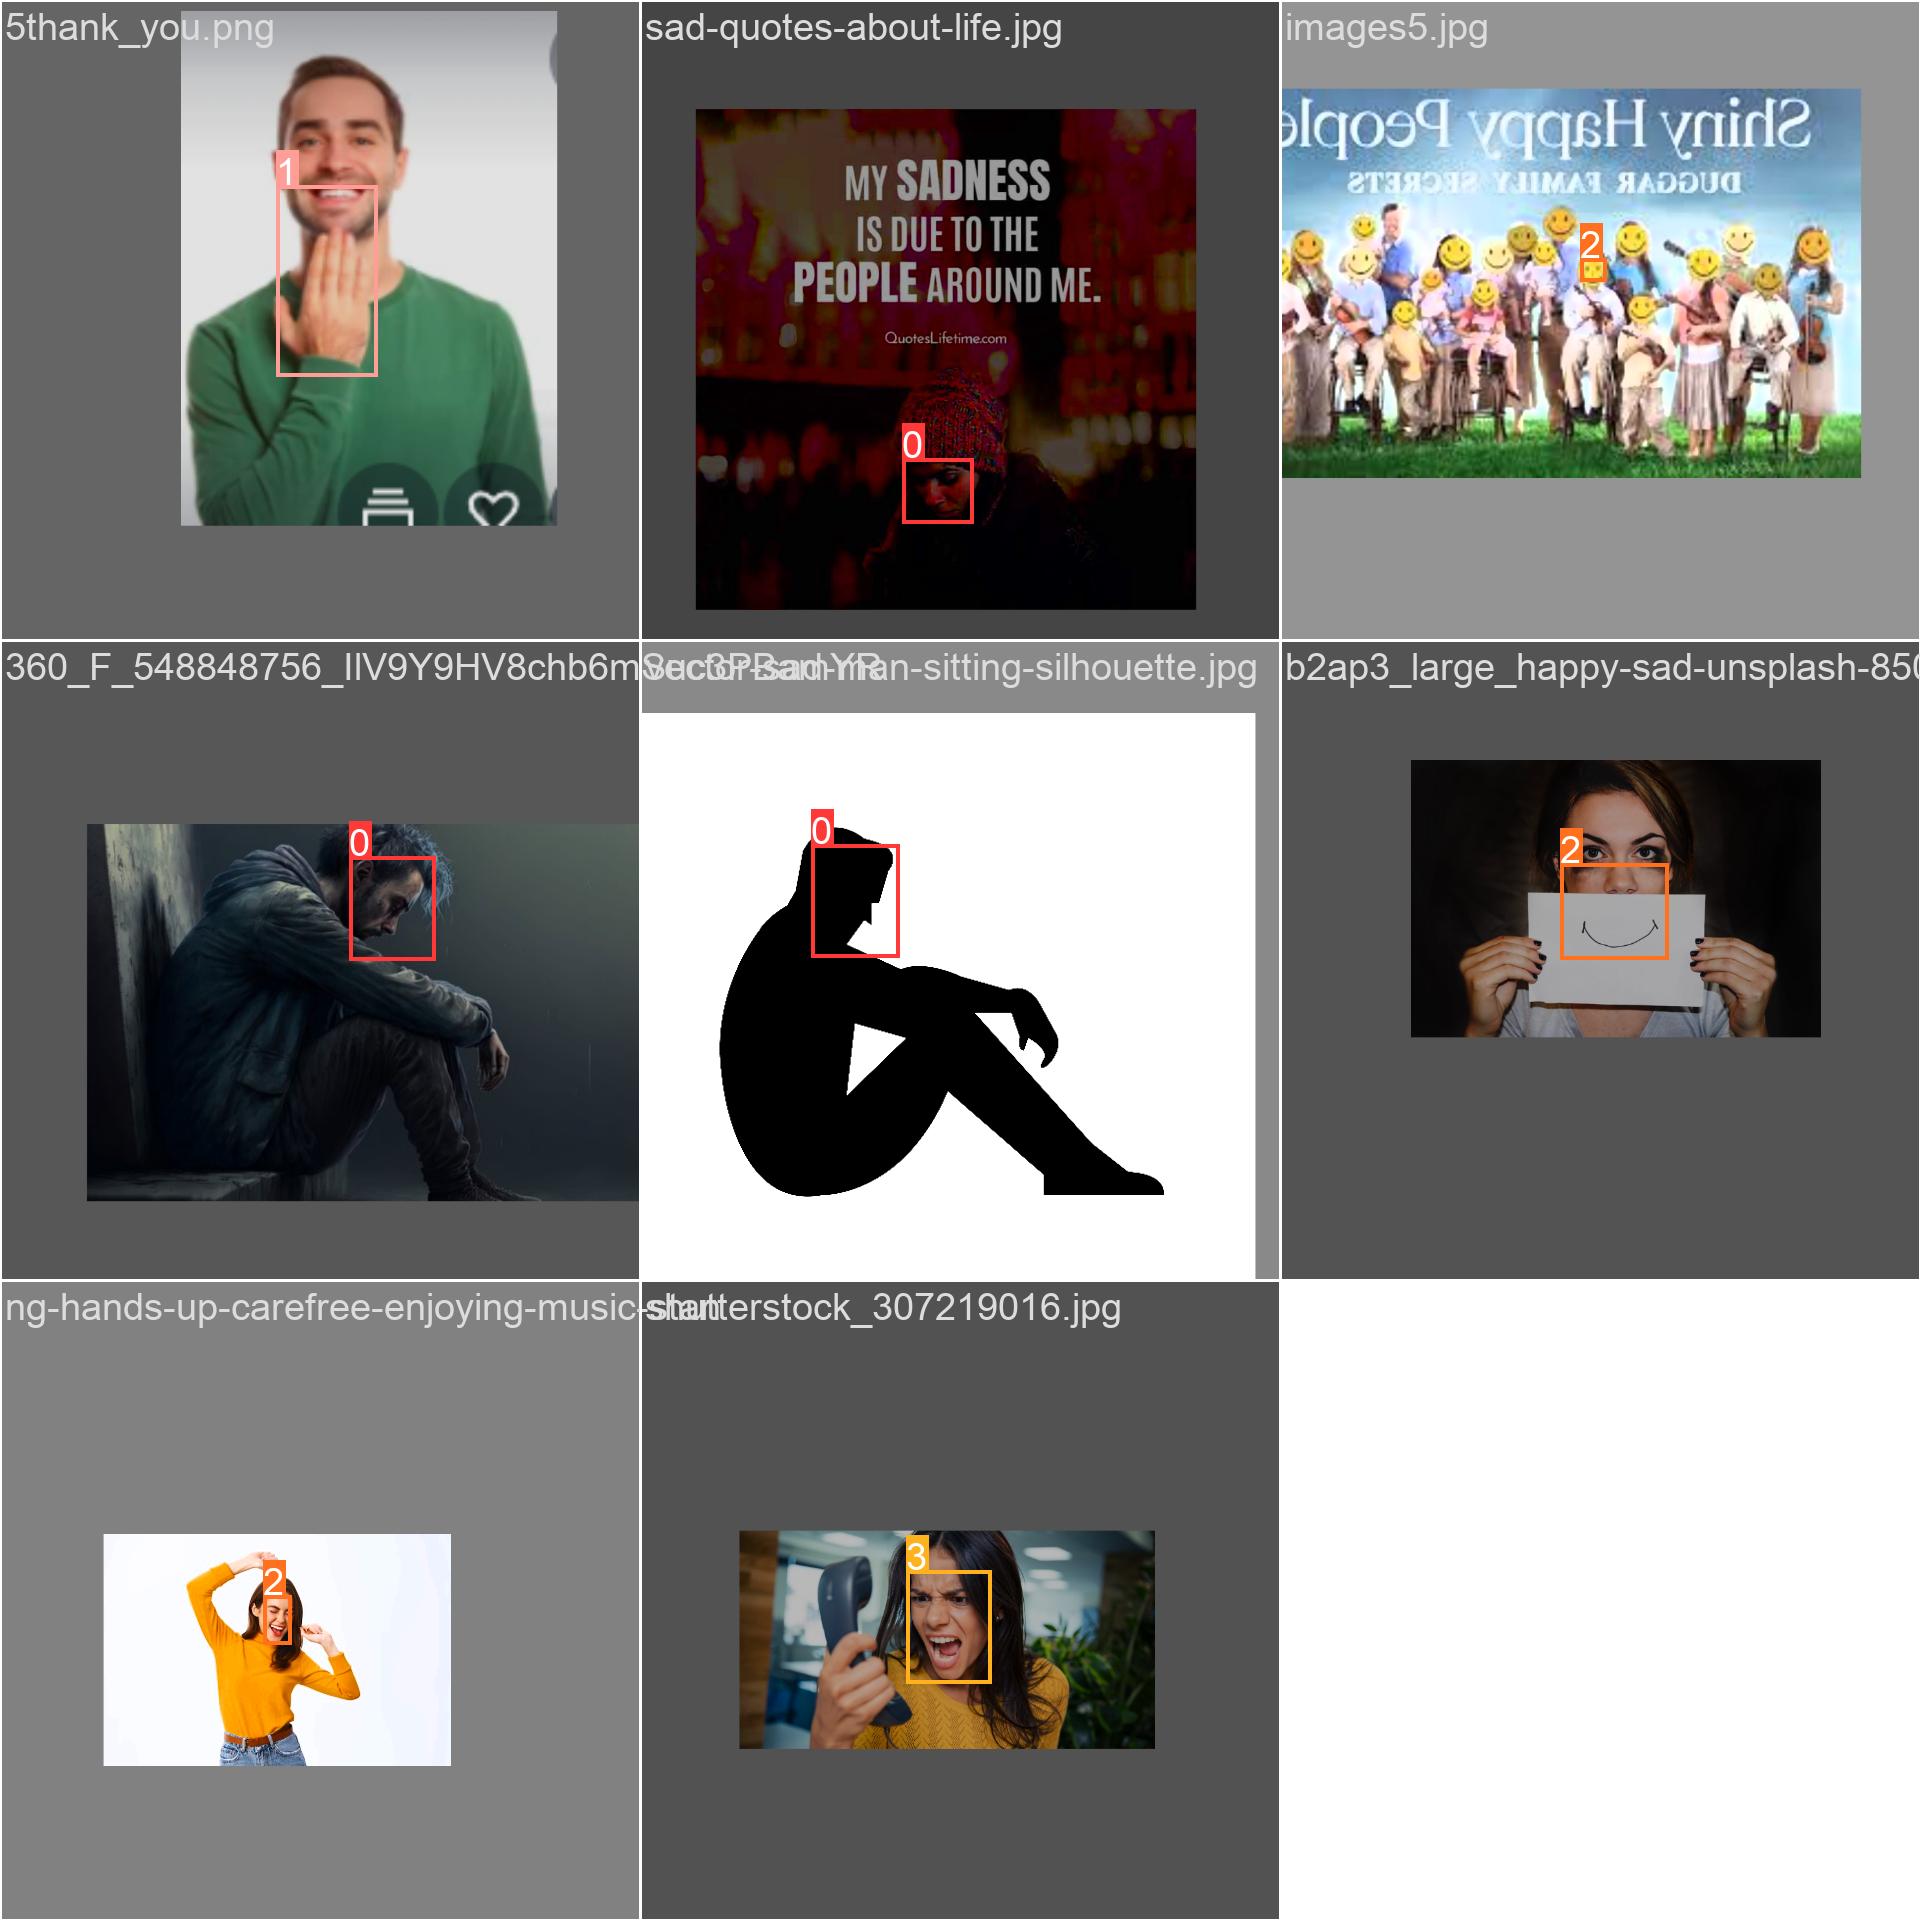 5thank_you.png
sad-quotes-about-life.jpg
images5.jpg
1
MY SADNESS
IS DUE TO THE
PEOPLE AROUND ME.
QuotesLifetime.com
0
Shiny Happy People
DUGGAR FAMILY SECRETS
2
vector-sad-man-sitting-silhouette.jpg
b2ap3_large_happy-sad-unsplash-850
0
0
2
ng-hands-up-carefree-enjoying-music-
shutterstock_307219016.jpg
2
3